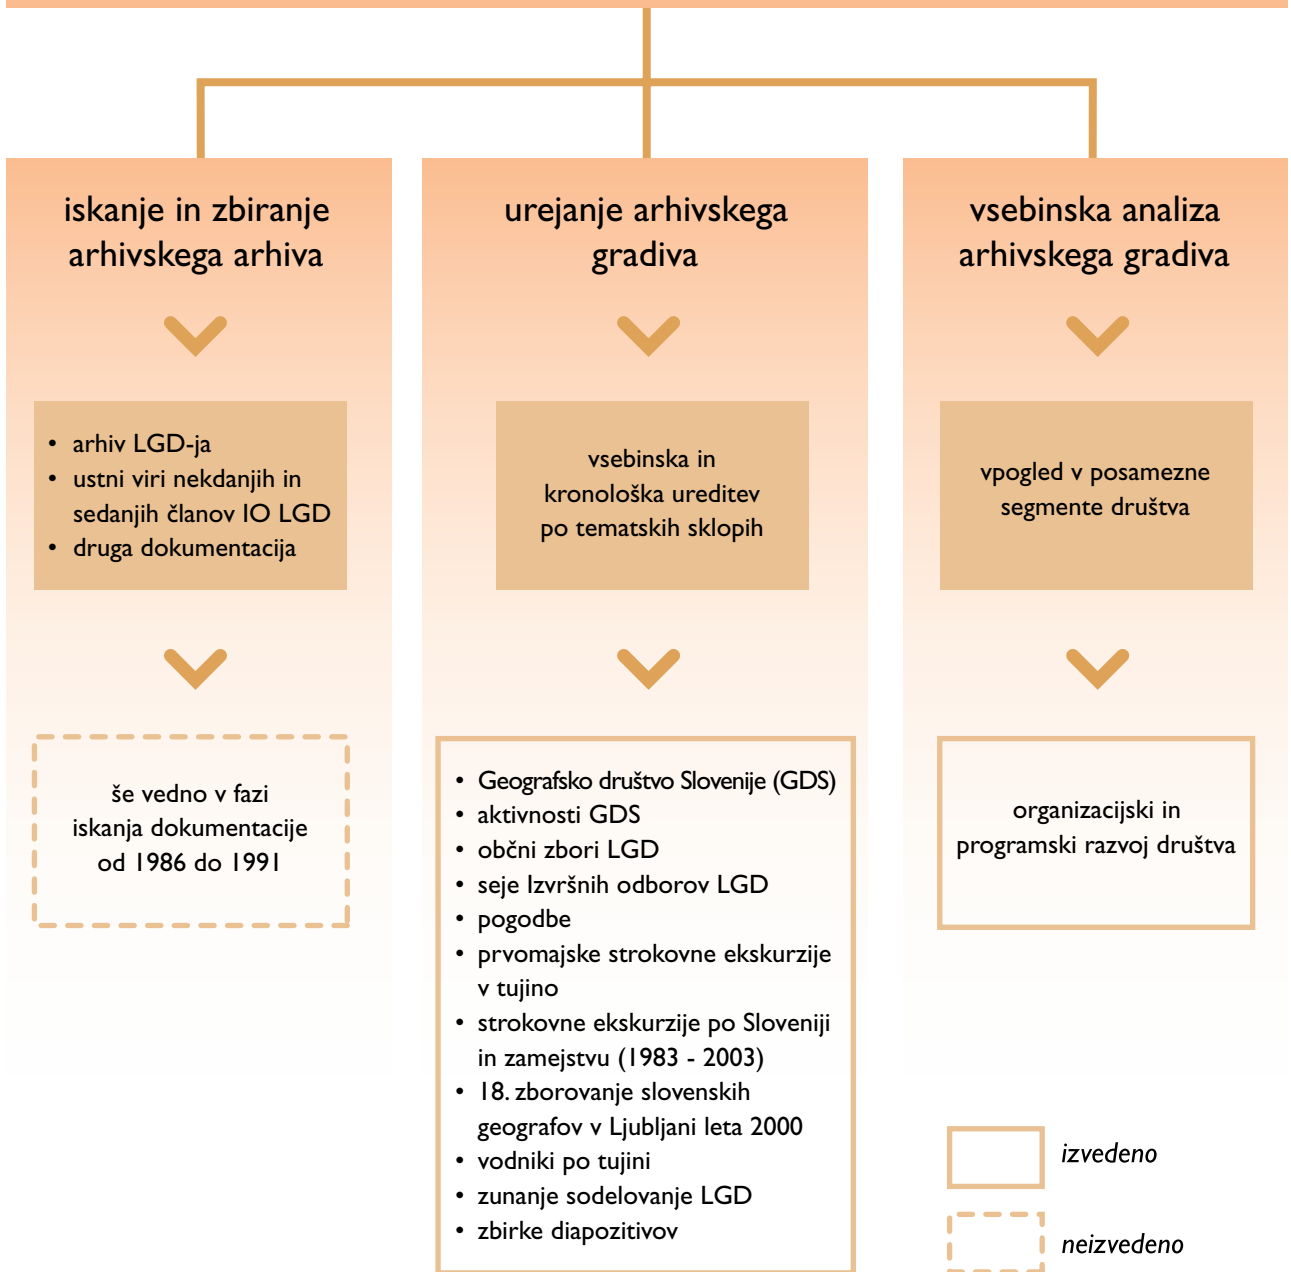 iskanje in zbiranje
arhivskega arhiva
• arhiv LGD-ja
• ustni viri nekdanjih in
sedanjih članov IO LGD
• druga dokumentacija
še vedno v fazi
iskanja dokumentacije
od 1986 do 1991
urejanje arhivskega
gradiva
vsebinska in
kronološka ureditev
po tematskih sklopih
• Geografsko društvo Slovenije (GDS)
• aktivnosti GDS
• občni zbori LGD
• seje Izvršnih odborov LGD
• pogodbe
• prvomajske strokovne ekskurzije
v tujino
• strokovne ekskurzije po Sloveniji
in zamejstvu (1983 - 2003)
• 18. zborovanje slovenskih
geografov v Ljubljani leta 2000
• vodniki po tujini
• zunanje sodelovanje LGD
• zbirke diapozitivov
vsebinska analiza
arhivskega gradiva
vpogled v posamezne
segmente društva
organizacijski in
programski razvoj društva
izvedeno
neizvedeno